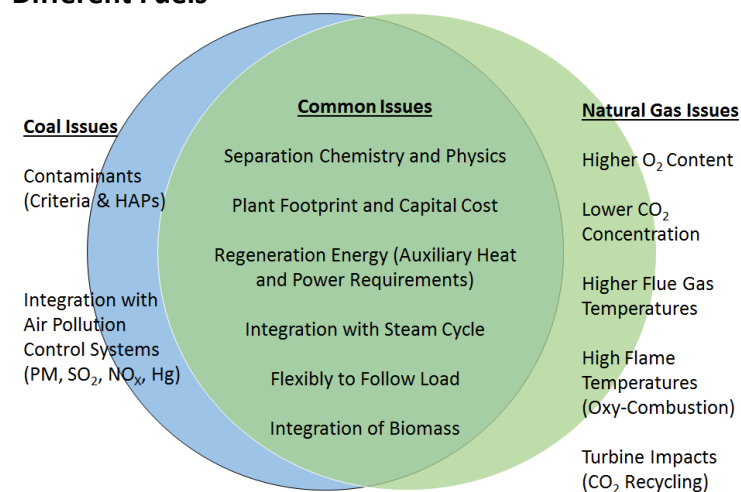 Different Fuels
Coal Issues
Contaminants
(Criteria & HAPs)
Integration with
Air Pollution
Control Systems
(PM, SO₂, NOₓ, Hg)
Common Issues
Separation Chemistry and Physics
Plant Footprint and Capital Cost
Regeneration Energy (Auxiliary Heat
and Power Requirements)
Integration with Steam Cycle
Flexibly to Follow Load
Integration of Biomass
Natural Gas Issues
Higher O₂ Content
Lower CO₂
Concentration
Higher Flue Gas
Temperatures
High Flame
Temperatures
(Oxy-Combustion)
Turbine Impacts
(CO₂ Recycling)